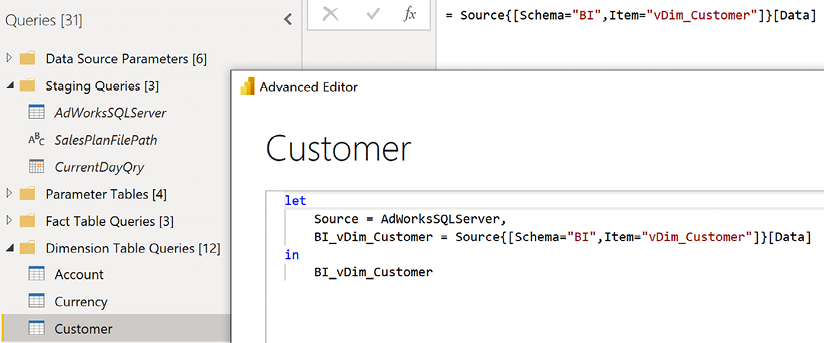 Queries [31]
= Source{[Schema="BI",Item="vDim_Customer"]}[Data]
fx
Data Source Parameters [6]
Staging Queries [3]
AdWorksSQLServer
ABC SalesPlanFilePath
CurrentDayQry
Parameter Tables [4]
Fact Table Queries [3]
Dimension Table Queries [12]
Account
Currency
Customer
Advanced Editor
Customer
let
Source = AdWorksSQLServer,
BI_vDim_Customer = Source{[Schema="BI",Item="vDim_Customer"]}[Data]
in
BI_vDim_Customer